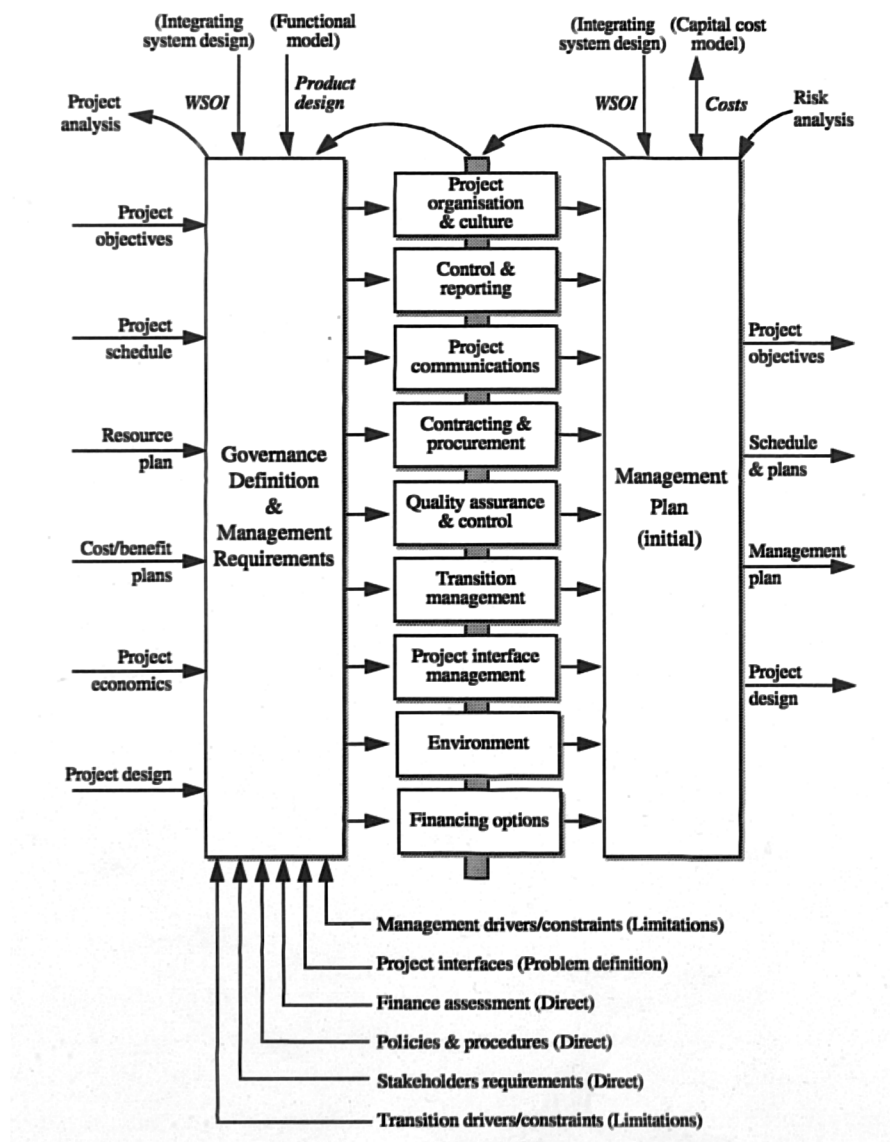 (Integrating
system design)
(Functional
model)
(Integrating
system design)
(Capital cost
model)
Project
analysis
WSOI
Product
design
WSOI
Costs
Risk
analysis
Project
objectives
Project
schedule
Resource
plan
Cost/benefit
plans
Project
economics
Project design
Governance
Definition
&
Management
Requirements
Project
organisation
& culture
Control &
reporting
Project
communications
Contracting &
procurement
Quality assurance
& control
Transition
management
Project interface
management
Environment
Financing options
Management
Plan
(initial)
Project
objectives
Schedule
& plans
Management
plan
Project
design
Management drivers/constraints (Limitations)
Project interfaces (Problem definition)
Finance assessment (Direct)
Policies & procedures (Direct)
Stakeholders requirements (Direct)
Transition drivers/constraints (Limitations)